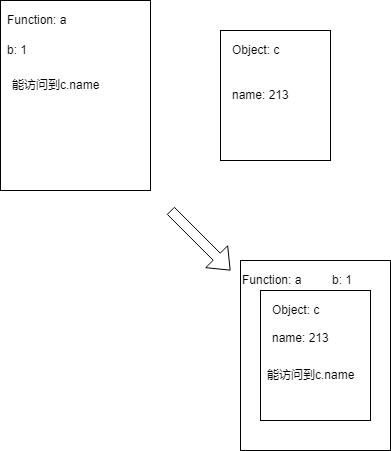 Function: a
b: 1
能访问到c.name
Object: c
name: 213
Function: a b: 1
Object: c
name: 213
能访问到c.name